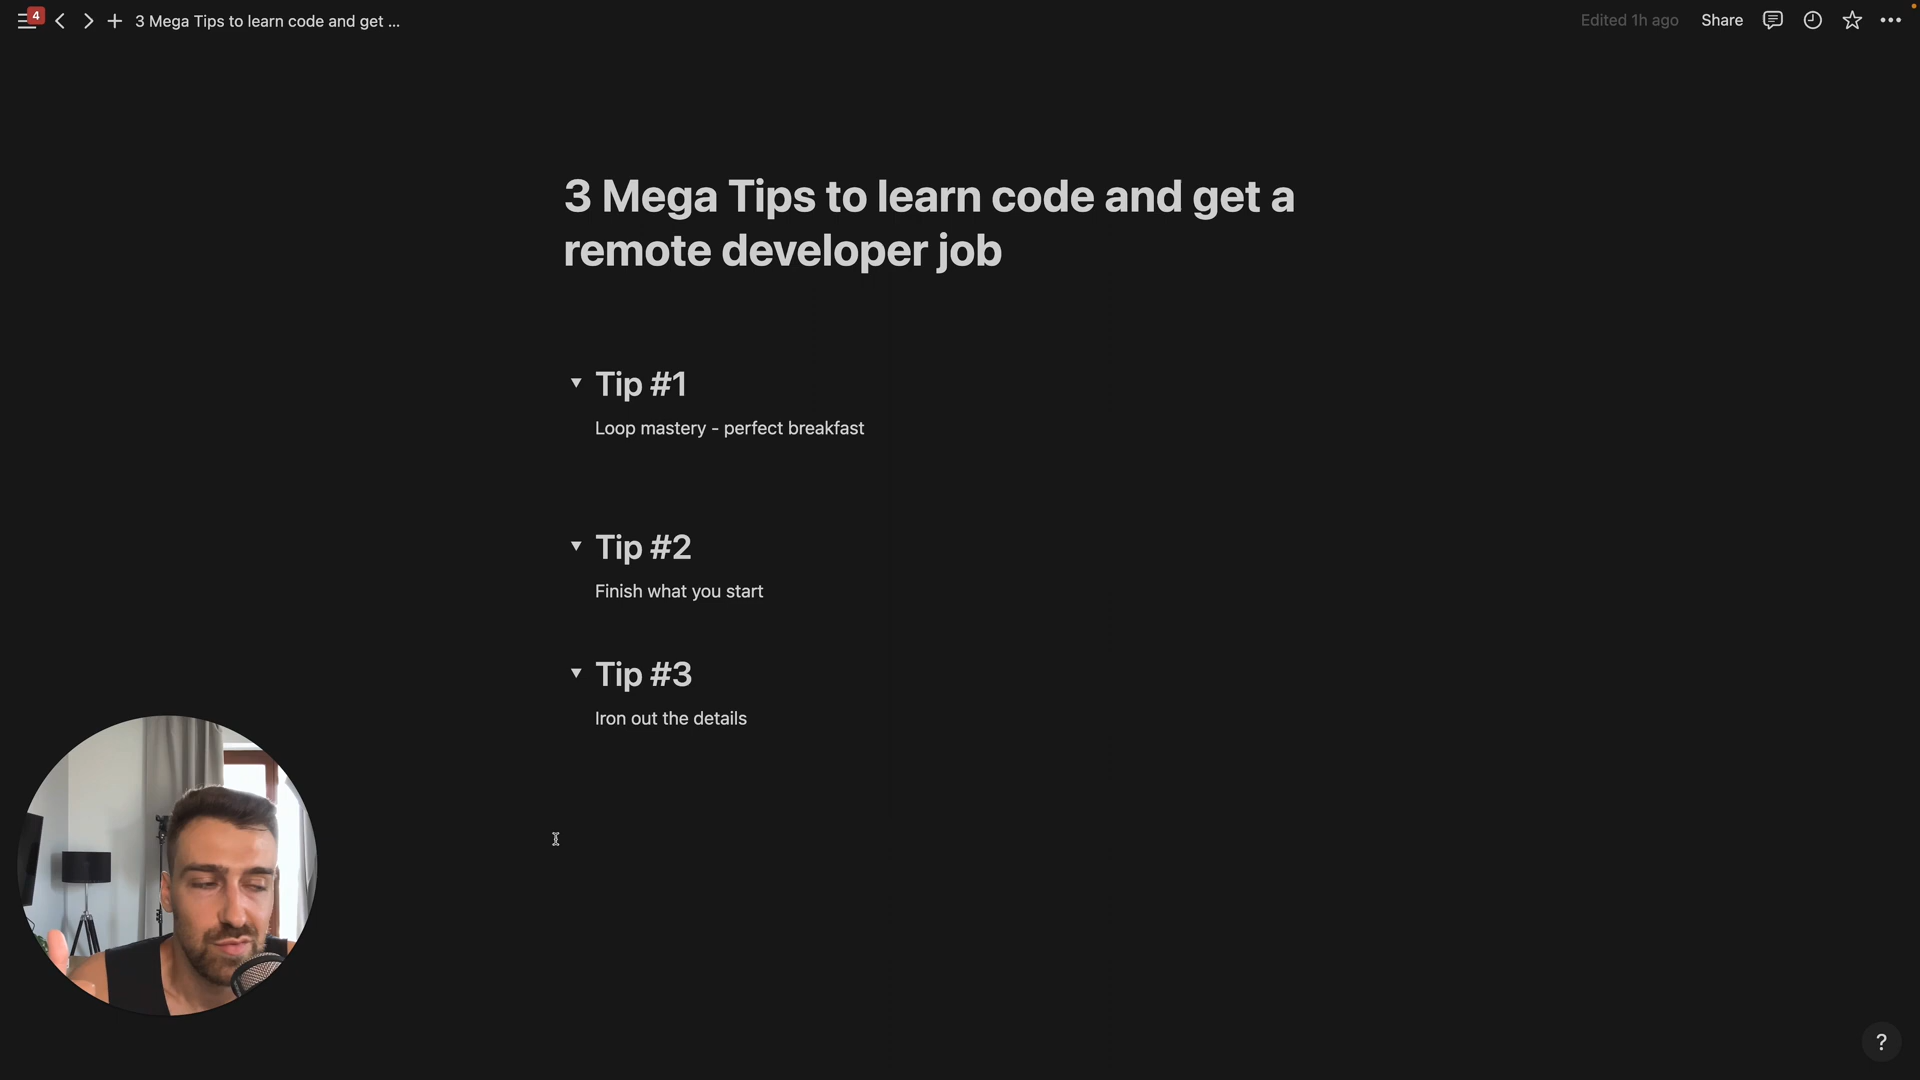 4
3 Mega Tips to learn code and get ...
Edited 1h ago
Share
3 Mega Tips to learn code and get a
remote developer job
Tip #1
Loop mastery - perfect breakfast
Tip #2
Finish what you start
Tip #3
Iron out the details
?